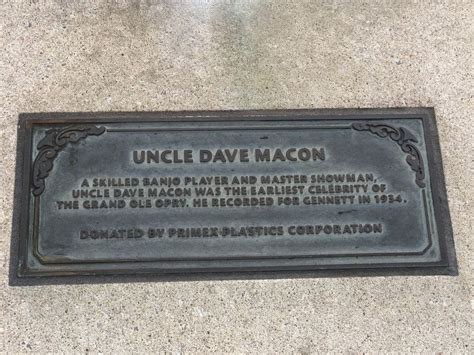 UNCLE DAVE MACON
A SKILLED BANJO PLAYER AND MASTER SHOWMAN,
UNCLE DAVE MACON WAS THE EARLIEST CELEBRITY OF
THE GRAND OLE OPRY. HE RECORDED FOR GENNETT IN 1934.
DONATED BY PRIMEX PLASTICS CORPORATION